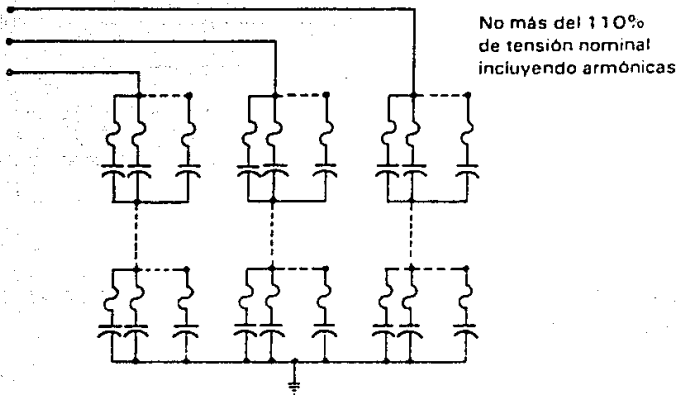 No más del 110%
de tensión nominal
incluyendo armónicas